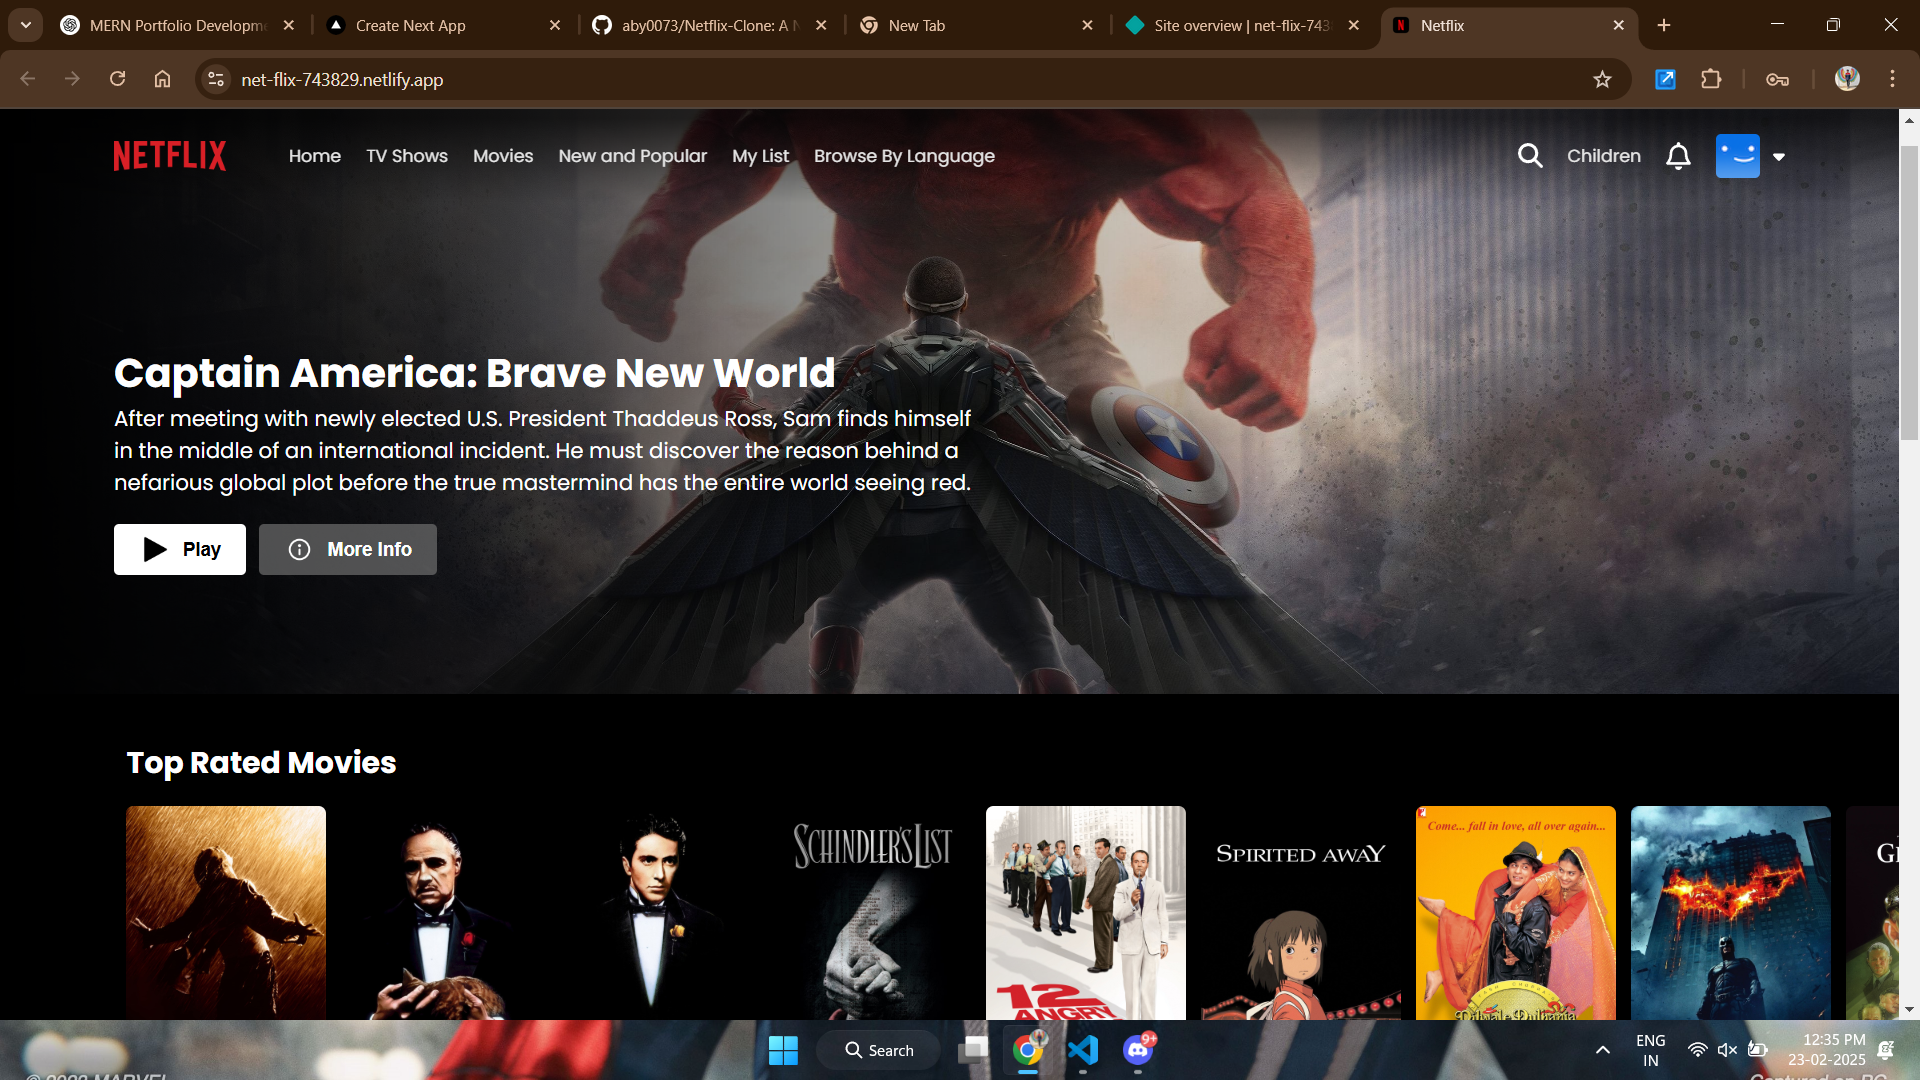 MERN Portfolio Developm
Create Next App
aby0073/Netflix-Clone: A N
New Tab
Site overview | net-flix-743
Netflix
net-flix-743829.netlify.app
NETFLIX
Home
TV Shows
Movies
New and Popular
My List
Browse By Language
Children
Captain America: Brave New World
After meeting with newly elected U.S. President Thaddeus Ross, Sam finds himself
in the middle of an international incident. He must discover the reason behind a
nefarious global plot before the true mastermind has the entire world seeing red.
Play
More Info
Top Rated Movies
SCHINDLER'S LIST
12
ANGRY
SPIRITED AWAY
Come... fall in love, all over again...
G
Search
9+
ENG
IN
12:35 PM
23-02-2025